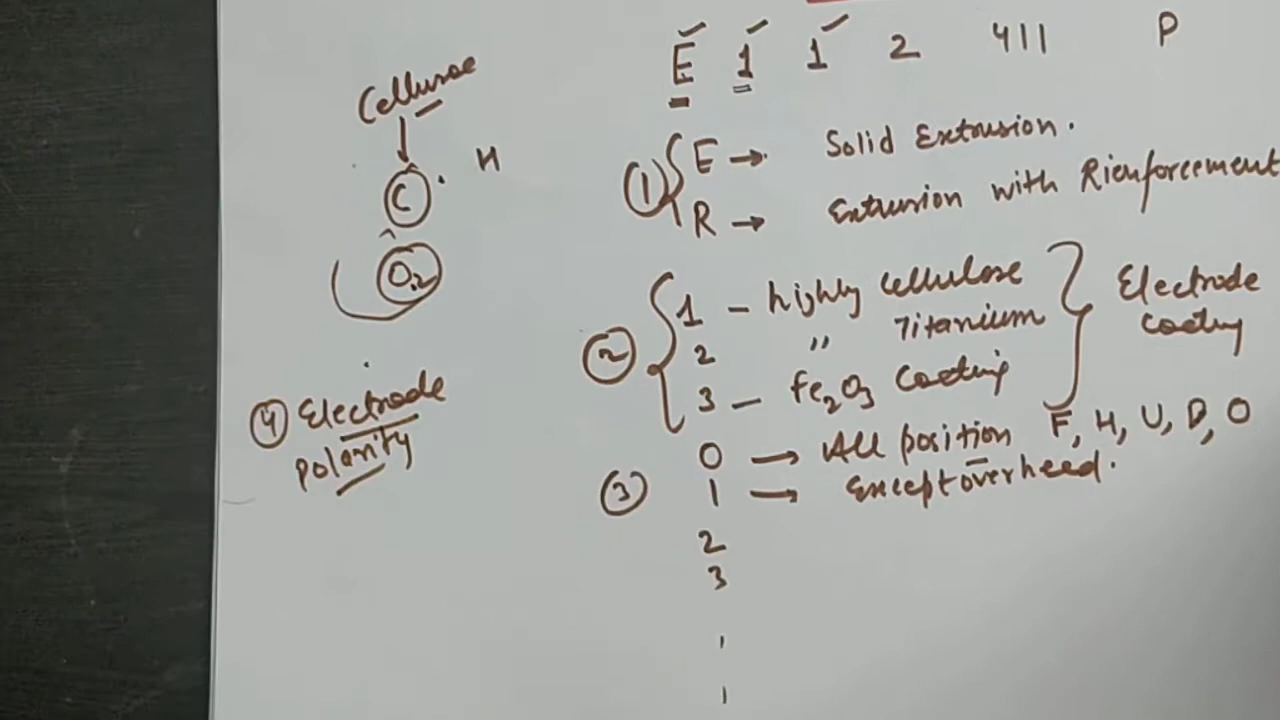 E 1 1 2 411 P
Cellurose
C H
O2
① E → Solid Extrusion.
R → Extrusion with Rienforcement
② 1 - highly cellulose
2 " Titanium
3 - Fe2O3 Coating
Electrode
coating
③ 0 → All position F, H, U, D, O
1 → Except overhead.
2
3
④ Electrode
Polarity